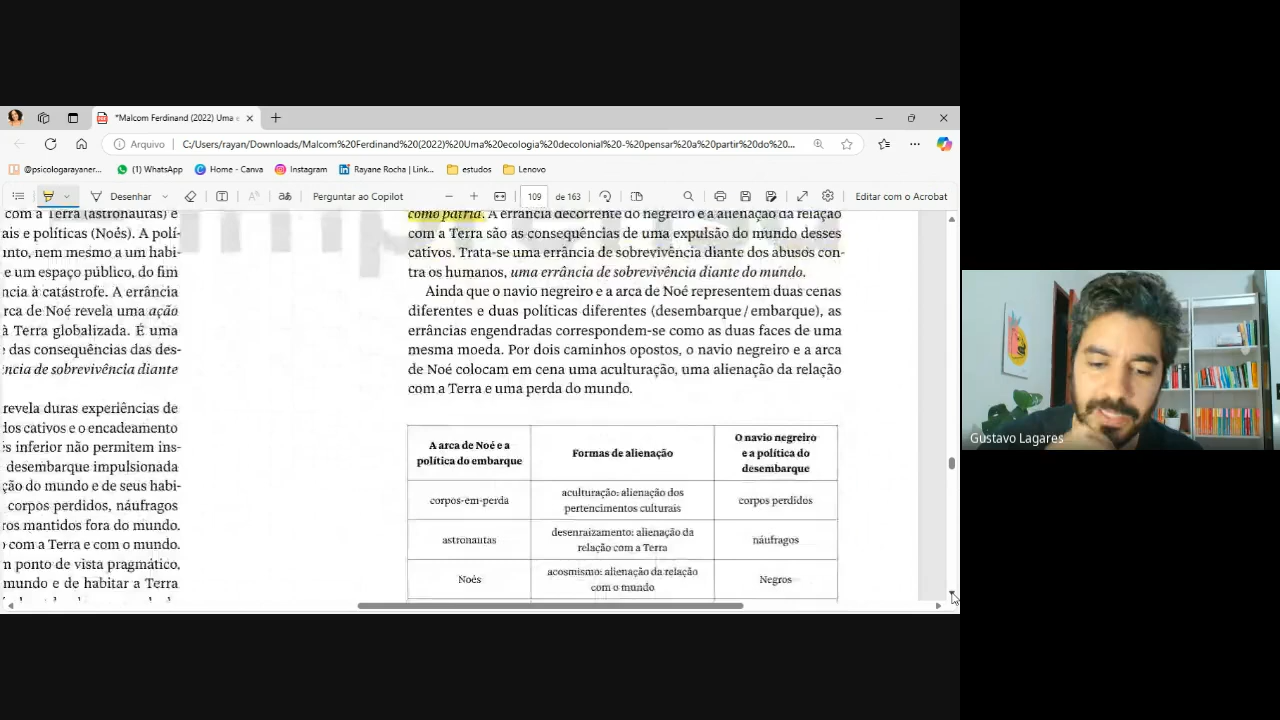 *Malcom Ferdinand (2022) Uma e
Arquivo
C:/Users/rayan/Downloads/Malcom%20Ferdinand%20(2022)%20Uma%20ecologia%20decolonial%20-%20pensar%20a%20partir%20do%20...
@psicologarayaner...
(1) WhatsApp
Home - Canva
Instagram
Rayane Rocha | Link...
estudos
Lenovo
Desenhar
Perguntar ao Copilot
109
de 163
Editar com o Acrobat
com a Terra (astronautas) e
ais e políticas (Noés). A polí-
unto, nem mesmo a um habi-
e um espaço público, do fim
ncia à catástrofe. A errância
rca de Noé revela uma ação
à Terra globalizada. É uma
e das consequências das des-
ncia de sobrevivência diante
revela duras experiências de
dos cativos e o encadeamento
s inferior não permitem ins-
desembarque impulsionada
ção do mundo e de seus habi-
corpos perdidos, náufragos
ros mantidos fora do mundo.
o com a Terra e com o mundo.
m ponto de vista pragmático,
mundo e de habitar a Terra
como pátria. A errância decorrente do negreiro e a alienação da relação
com a Terra são as consequências de uma expulsão do mundo desses
cativos. Trata-se uma errância de sobrevivência diante dos abusos con-
tra os humanos, uma errância de sobrevivência diante do mundo.
Ainda que o navio negreiro e a arca de Noé representem duas cenas
diferentes e duas políticas diferentes (desembarque / embarque), as
errâncias engendradas correspondem-se como as duas faces de uma
mesma moeda. Por dois caminhos opostos, o navio negreiro e a arca
de Noé colocam em cena uma aculturação, uma alienação da relação
com a Terra e uma perda do mundo.
A arca de Noé e a
política do embarque
Formas de alienação
O navio negreiro
e a política do
desembarque
corpos-em-perda
aculturação: alienação dos
pertencimentos culturais
corpos perdidos
astronautas
desenraizamento: alienação da
relação com a Terra
náufragos
Noés
acosmismo: alienação da relação
com o mundo
Negros
Gustavo Lagares